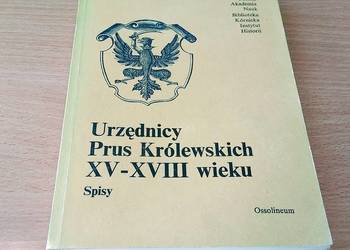 Akademia
Nauk
Biblioteka
Kórnicka
Instytut
Historii
Urzędnicy
Prus Królewskich
XV-XVIII wieku
Spisy
Ossolineum